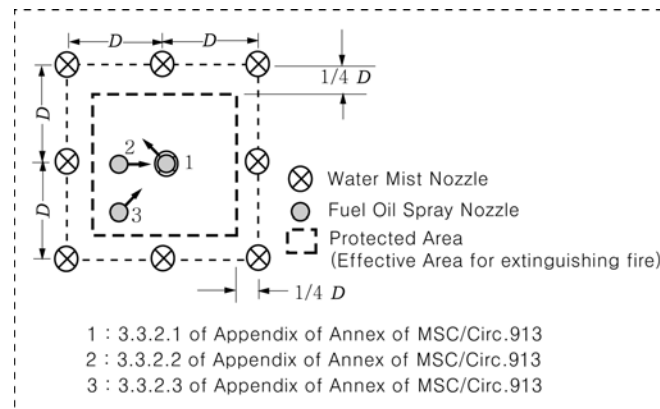 D D
1/4 D
D
2
1
3
D
Water Mist Nozzle
Fuel Oil Spray Nozzle
Protected Area
(Effective Area for extinguishing fire)
1/4 D
1 : 3.3.2.1 of Appendix of Annex of MSC/Circ.913
2 : 3.3.2.2 of Appendix of Annex of MSC/Circ.913
3 : 3.3.2.3 of Appendix of Annex of MSC/Circ.913